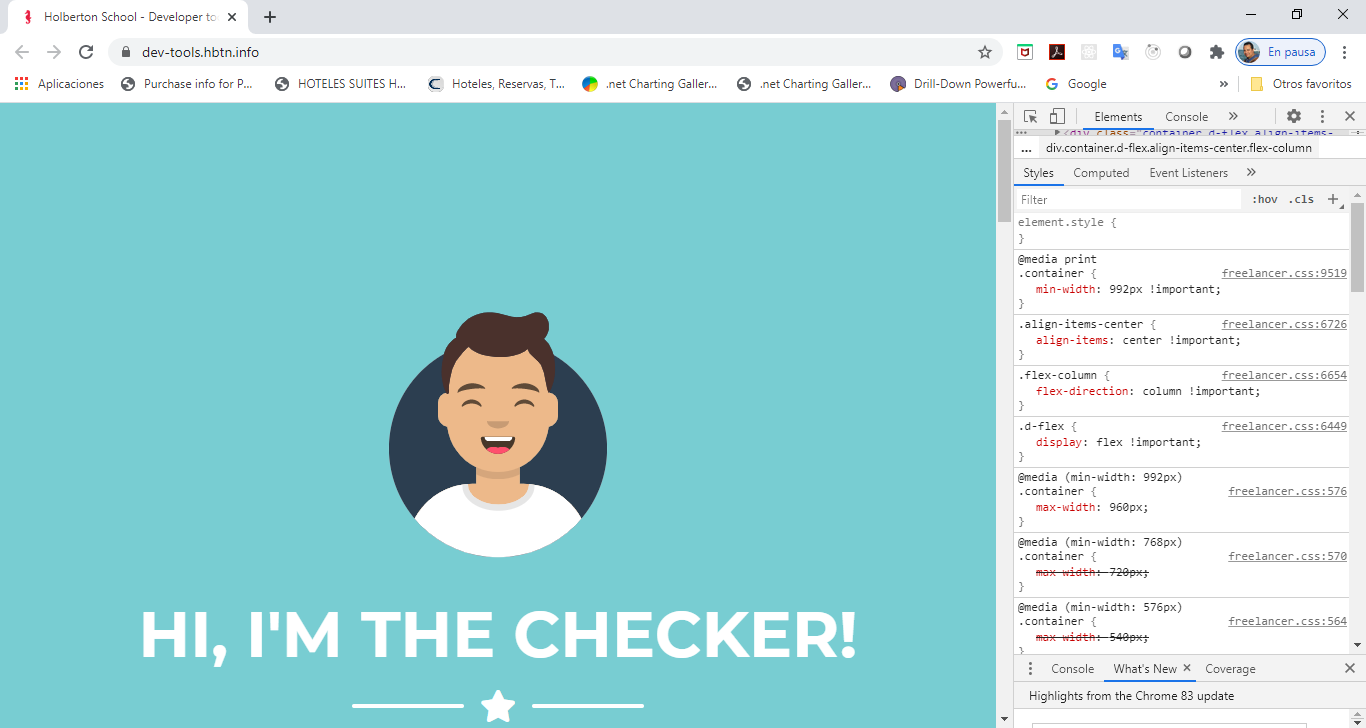 Holberton School - Developer to
dev-tools.hbtn.info
En pausa
Aplicaciones
Purchase info for P...
HOTELES SUITES H...
Hoteles, Reservas, T...
.net Charting Galler...
.net Charting Galler...
Drill-Down Powerfu...
Google
»
Otros favoritos
Elements
Console
»
<div class="container d-flex align-items-
...
div.container.d-flex.align-items-center.flex-column
Styles
Computed
Event Listeners
»
Filter
:hov
.cls
+
element.style {
}
@media print
.container {
freelancer.css:9519
min-width: 992px !important;
}
.align-items-center {
freelancer.css:6726
align-items: center !important;
}
.flex-column {
freelancer.css:6654
flex-direction: column !important;
}
.d-flex {
freelancer.css:6449
display: flex !important;
}
@media (min-width: 992px)
.container {
freelancer.css:576
max-width: 960px;
}
@media (min-width: 768px)
.container {
freelancer.css:570
max-width: 720px;
}
@media (min-width: 576px)
.container {
freelancer.css:564
max-width: 540px;
}
Console
What's New
Coverage
Highlights from the Chrome 83 update
HI, I'M THE CHECKER!